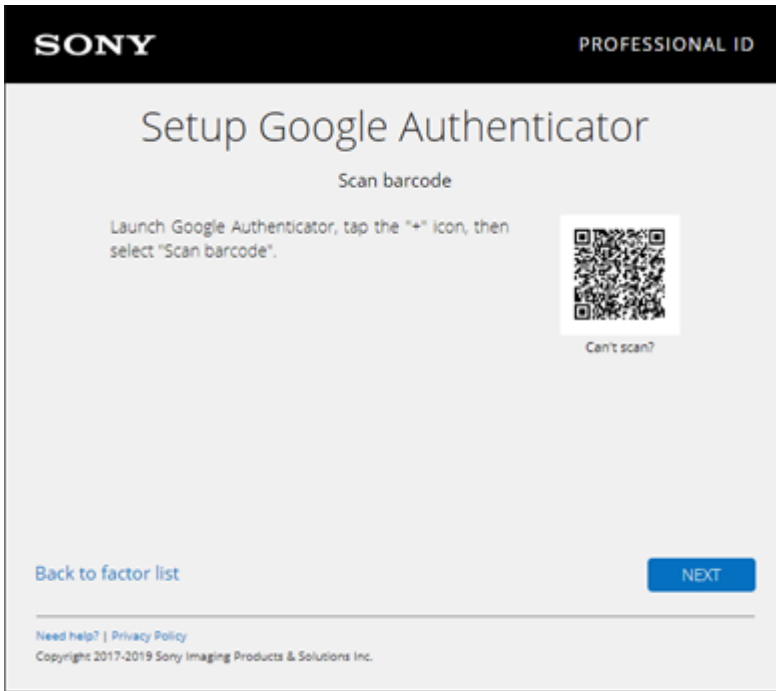 SONY
PROFESSIONAL ID
Setup Google Authenticator
Scan barcode
Launch Google Authenticator, tap the "+" icon, then
select "Scan barcode".
Can't scan?
Back to factor list
NEXT
Need help? | Privacy Policy
Copyright 2017-2019 Sony Imaging Products & Solutions Inc.